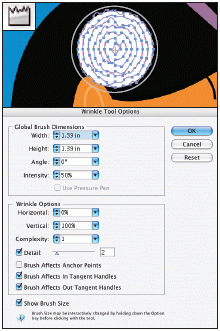 Wrinkle Tool Options
Global Brush Dimensions
Width: 1.39 in
Height: 1.39 in
Angle: 0°
Intensity: 50%
Use Pressure Pen
OK
Cancel
Reset
Wrinkle Options
Horizontal: 0%
Vertical: 100%
Complexity: 1
Detail: 2
Brush Affects Anchor Points
Brush Affects In Tangent Handles
Brush Affects Out Tangent Handles
Show Brush Size
Brush Size may be interactively changed by holding down the Option
Key before clicking with the tool.